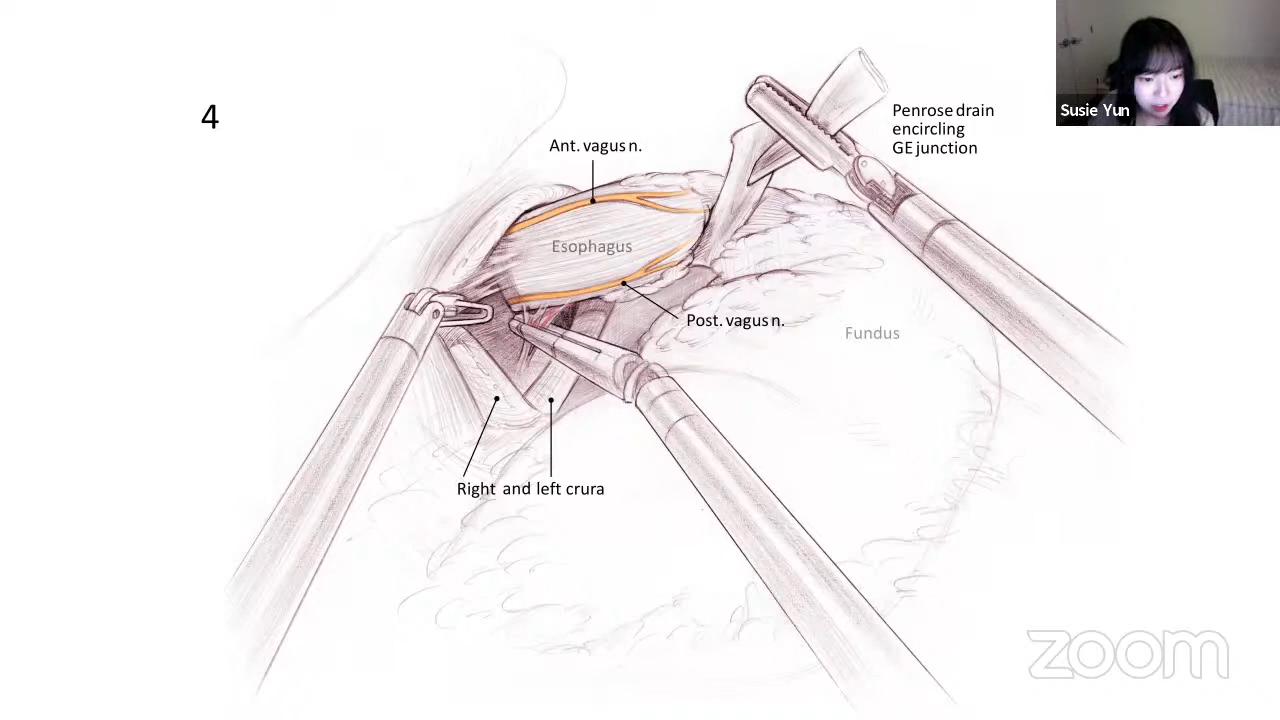 4
Ant. vagus n.
Penrose drain
encircling
GE junction
Susie Yun
Esophagus
Post. vagus n.
Fundus
Right and left crura
zoom